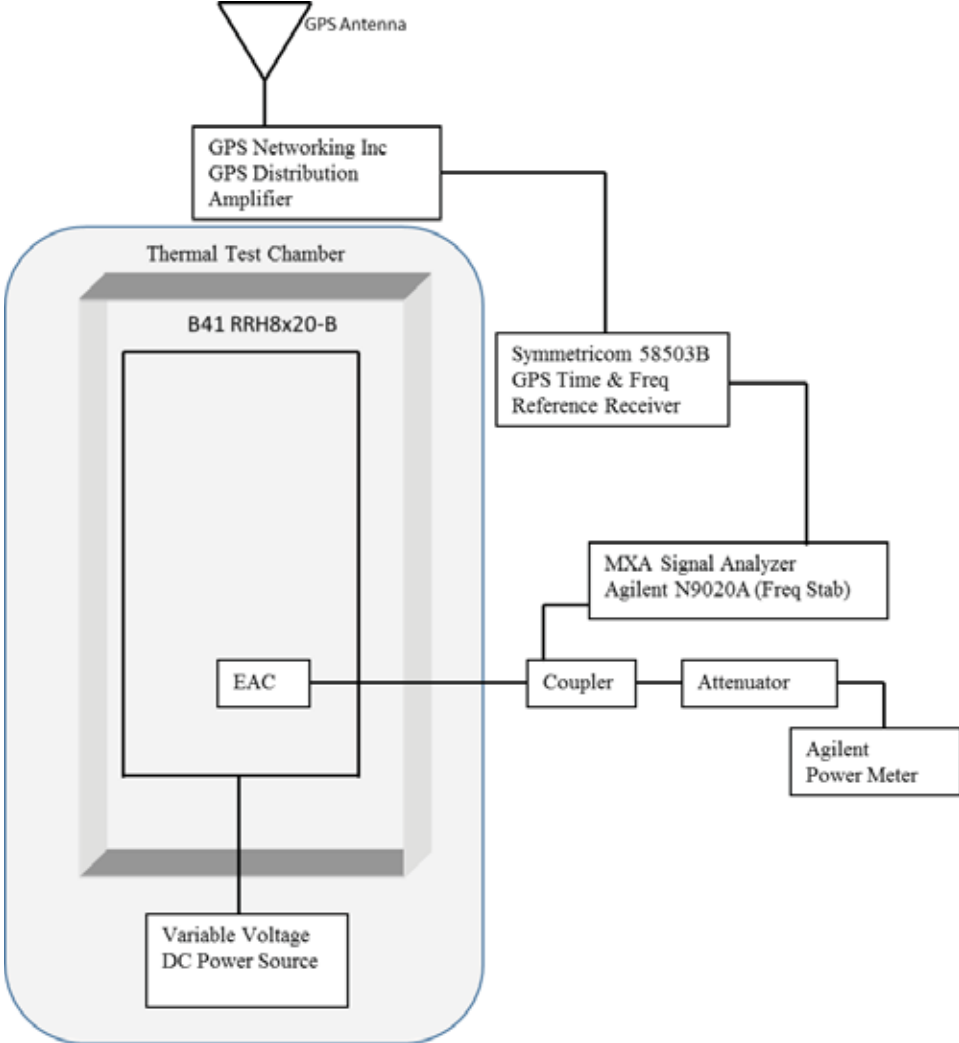 GPS Antenna
GPS Networking Inc
GPS Distribution
Amplifier
Thermal Test Chamber
B41 RRH8x20-B
Symmetricom 58503B
GPS Time & Freq
Reference Receiver
MXA Signal Analyzer
Agilent N9020A (Freq Stab)
EAC
Coupler
Attenuator
Agilent
Power Meter
Variable Voltage
DC Power Source